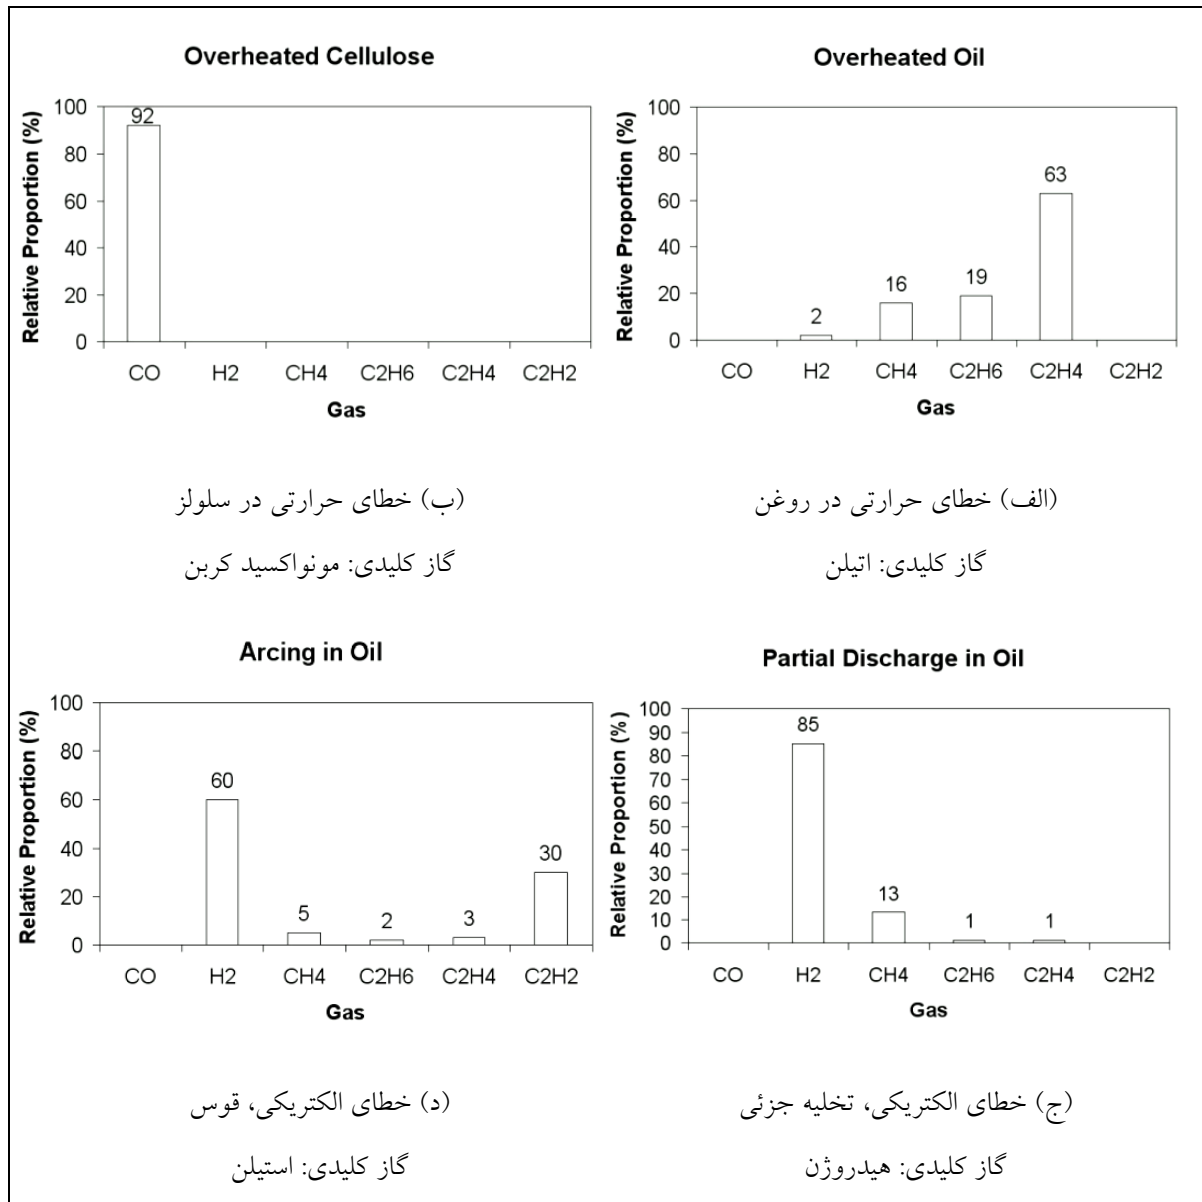 Overheated Cellulose
Relative Proportion (%)
100
80
60
40
20
0
92
CO H2 CH4 C2H6 C2H4 C2H2
Gas
(ب) خطای حرارتی در سلولز
گاز کلیدی: مونواکسید کربن
Overheated Oil
Relative Proportion (%)
100
80
60
40
20
0
2 16 19 63
CO H2 CH4 C2H6 C2H4 C2H2
Gas
(الف) خطای حرارتی در روغن
گاز کلیدی: اتیلن
Arcing in Oil
Relative Proportion (%)
100
80
60
40
20
0
60 5 2 3 30
CO H2 CH4 C2H6 C2H4 C2H2
Gas
(د) خطای الکتریکی، قوس
گاز کلیدی: استیلن
Partial Discharge in Oil
Relative Proportion (%)
100
90
80
70
60
50
40
30
20
10
0
85 13 1 1
CO H2 CH4 C2H6 C2H4 C2H2
Gas
(ج) خطای الکتریکی، تخلیه جزئی
گاز کلیدی: هیدروژن